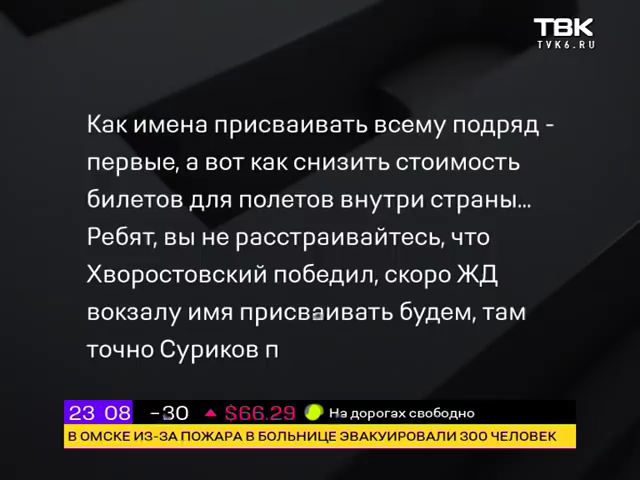 ТВК
TVK6.RU
Как имена присваивать всему подряд -
первые, а вот как снизить стоимость
билетов для полетов внутри страны...
Ребят, вы не расстраивайтесь, что
Хворостовский победил, скоро ЖД
вокзалу имя присваивать будем, там
точно Суриков п
23 08 -30 ▲ $66.29 На дорогах свободно
В ОМСКЕ ИЗ-ЗА ПОЖАРА В БОЛЬНИЦЕ ЭВАКУИРОВАЛИ 300 ЧЕЛОВЕК